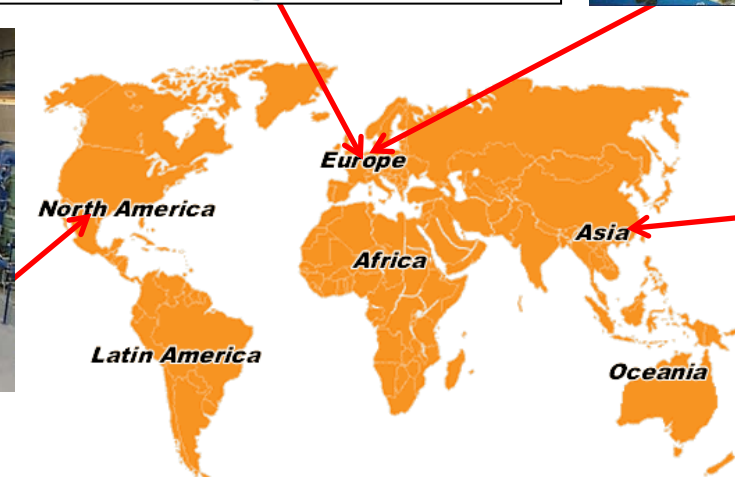 Europe
North America
Asia
Africa
Latin America
Oceania